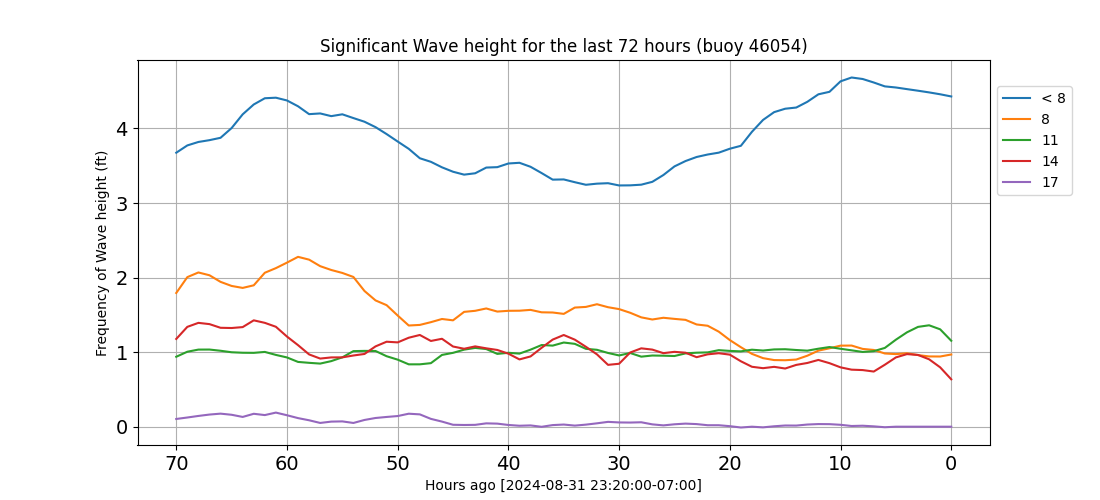 Significant Wave height for the last 72 hours (buoy 46054)
Frequency of Wave height (ft)
4
3
2
1
0
70 60 50 40 30 20 10 0
Hours ago [2024-08-31 23:20:00-07:00]
< 8
8
11
14
17